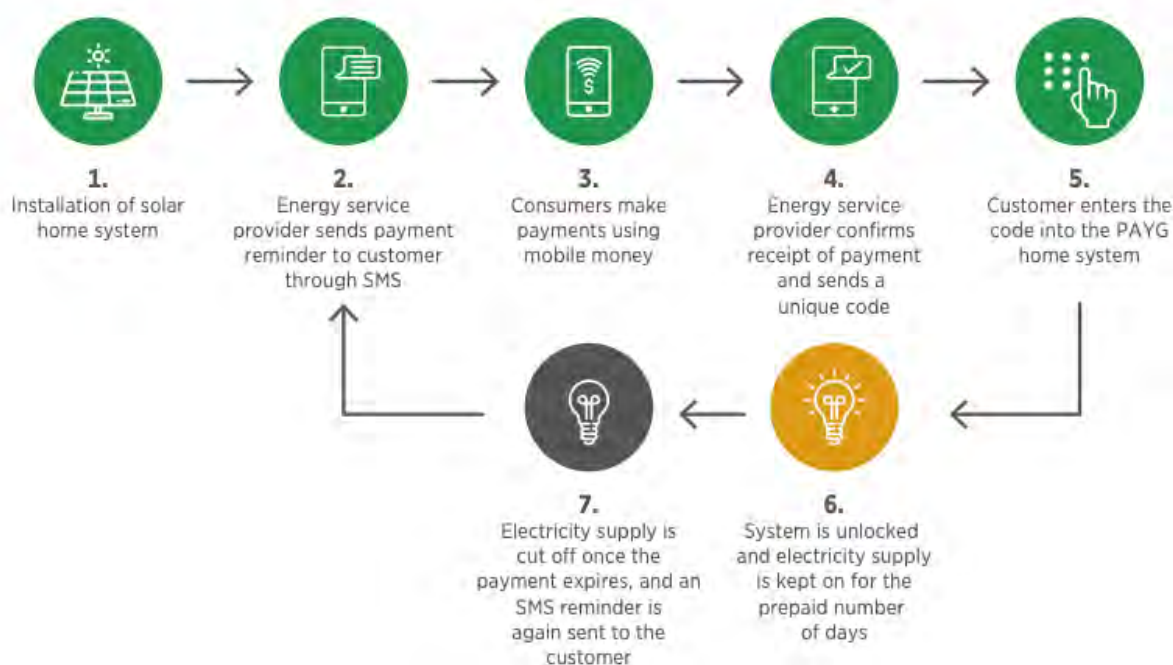 1.
Installation of solar
home system
2.
Energy service
provider sends payment
reminder to customer
through SMS
3.
Consumers make
payments using
mobile money
4.
Energy service
provider confirms
receipt of payment
and sends a
unique code
5.
Customer enters the
code into the PAYG
home system
6.
System is unlocked
and electricity supply
is kept on for the
prepaid number
of days
7.
Electricity supply is
cut off once the
payment expires, and an
SMS reminder is
again sent to the
customer
$